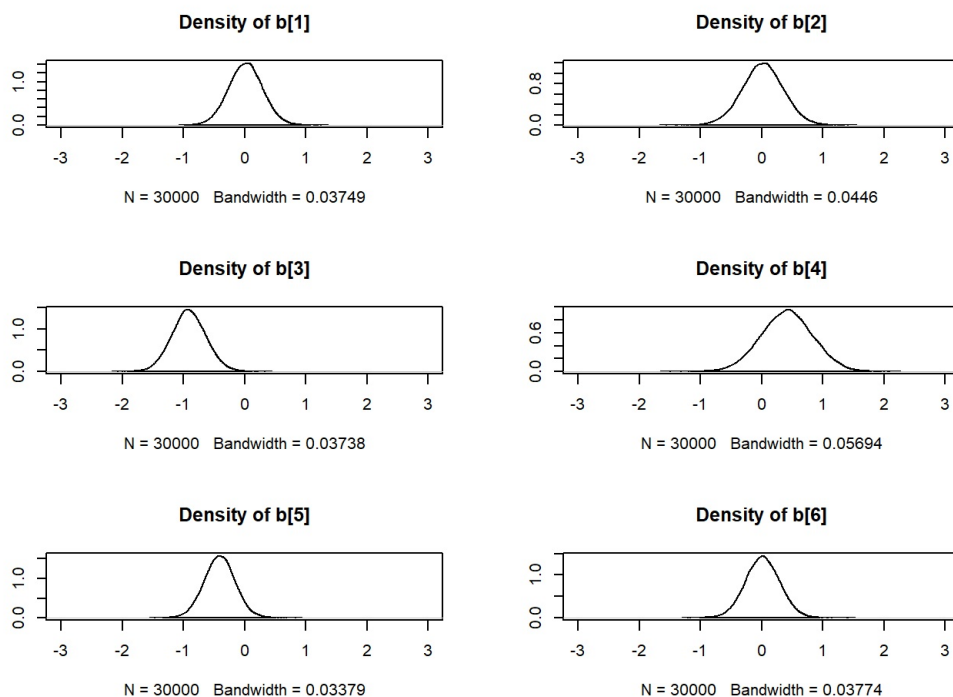 Density of b[1]
1.0
0.0
-3 -2 -1 0 1 2 3
N = 30000 Bandwidth = 0.03749
Density of b[2]
0.8
0.0
-3 -2 -1 0 1 2 3
N = 30000 Bandwidth = 0.0446
Density of b[3]
1.0
0.0
-3 -2 -1 0 1 2 3
N = 30000 Bandwidth = 0.03738
Density of b[4]
0.6
0.0
-3 -2 -1 0 1 2 3
N = 30000 Bandwidth = 0.05694
Density of b[5]
1.0
0.0
-3 -2 -1 0 1 2 3
N = 30000 Bandwidth = 0.03379
Density of b[6]
1.0
0.0
-3 -2 -1 0 1 2 3
N = 30000 Bandwidth = 0.03774